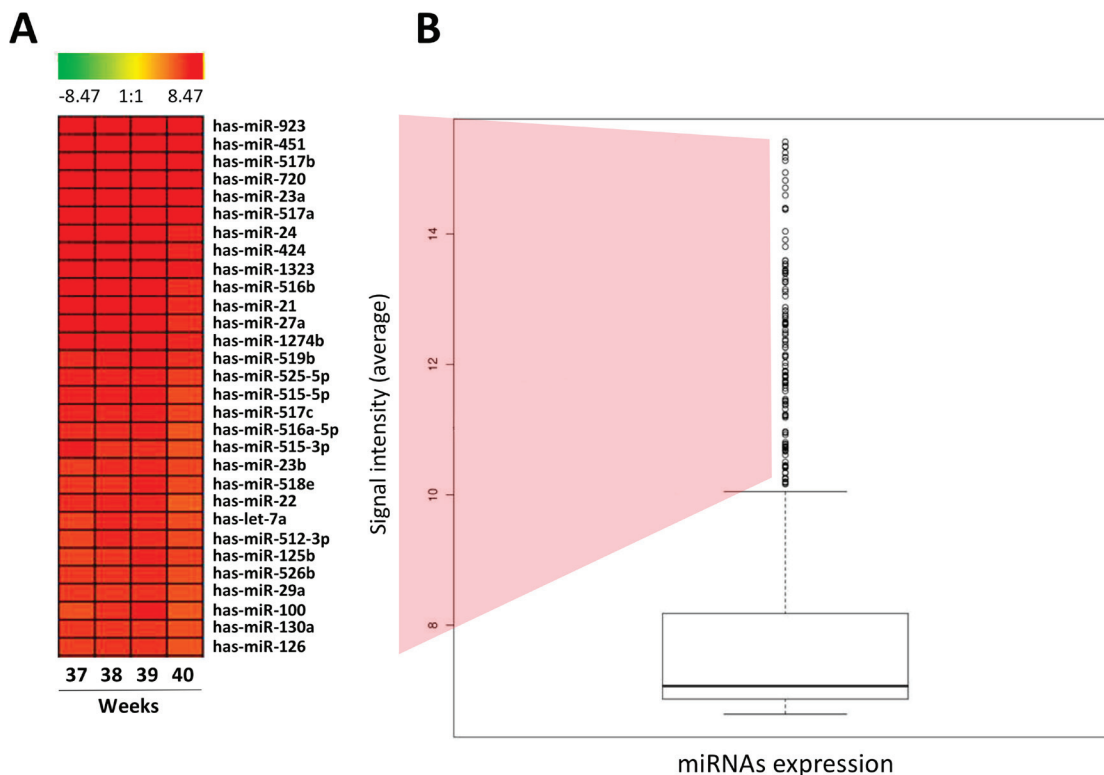 A
-8.47 1:1 8.47
has-miR-923
has-miR-451
has-miR-517b
has-miR-720
has-miR-23a
has-miR-517a
has-miR-24
has-miR-424
has-miR-1323
has-miR-516b
has-miR-21
has-miR-27a
has-miR-1274b
has-miR-519b
has-miR-525-5p
has-miR-515-5p
has-miR-517c
has-miR-516a-5p
has-miR-515-3p
has-miR-23b
has-miR-518e
has-miR-22
has-let-7a
has-miR-512-3p
has-miR-125b
has-miR-526b
has-miR-29a
has-miR-100
has-miR-130a
has-miR-126
37 38 39 40
Weeks
B
Signal intensity (average)
14
12
10
8
miRNAs expression